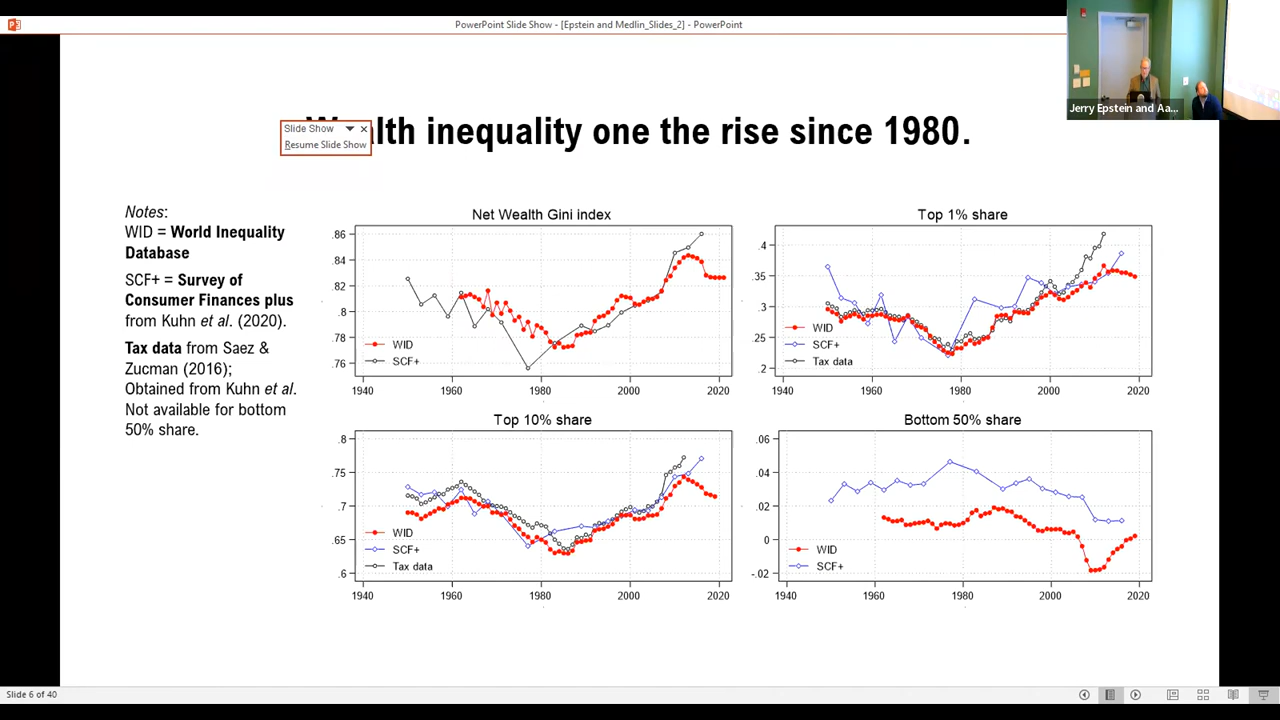 PowerPoint Slide Show - [Epstein and Medlin_Slides_2] - PowerPoint
Jerry Epstein and Aa...
Slide Show
Resume Slide Show
alth inequality one the rise since 1980.
Notes:
WID = World Inequality
Database
SCF+ = Survey of
Consumer Finances plus
from Kuhn et al. (2020).
Tax data from Saez &
Zucman (2016);
Obtained from Kuhn et al.
Not available for bottom
50% share.
Net Wealth Gini index
.86
.84
.82
.8
.78
.76
WID
SCF+
1940 1960 1980 2000 2020
Top 1% share
.4
.35
.3
.25
.2
WID
SCF+
Tax data
1940 1960 1980 2000 2020
Top 10% share
.8
.75
.7
.65
.6
WID
SCF+
Tax data
1940 1960 1980 2000 2020
Bottom 50% share
.06
.04
.02
0
-.02
WID
SCF+
1940 1960 1980 2000 2020
Slide 6 of 40